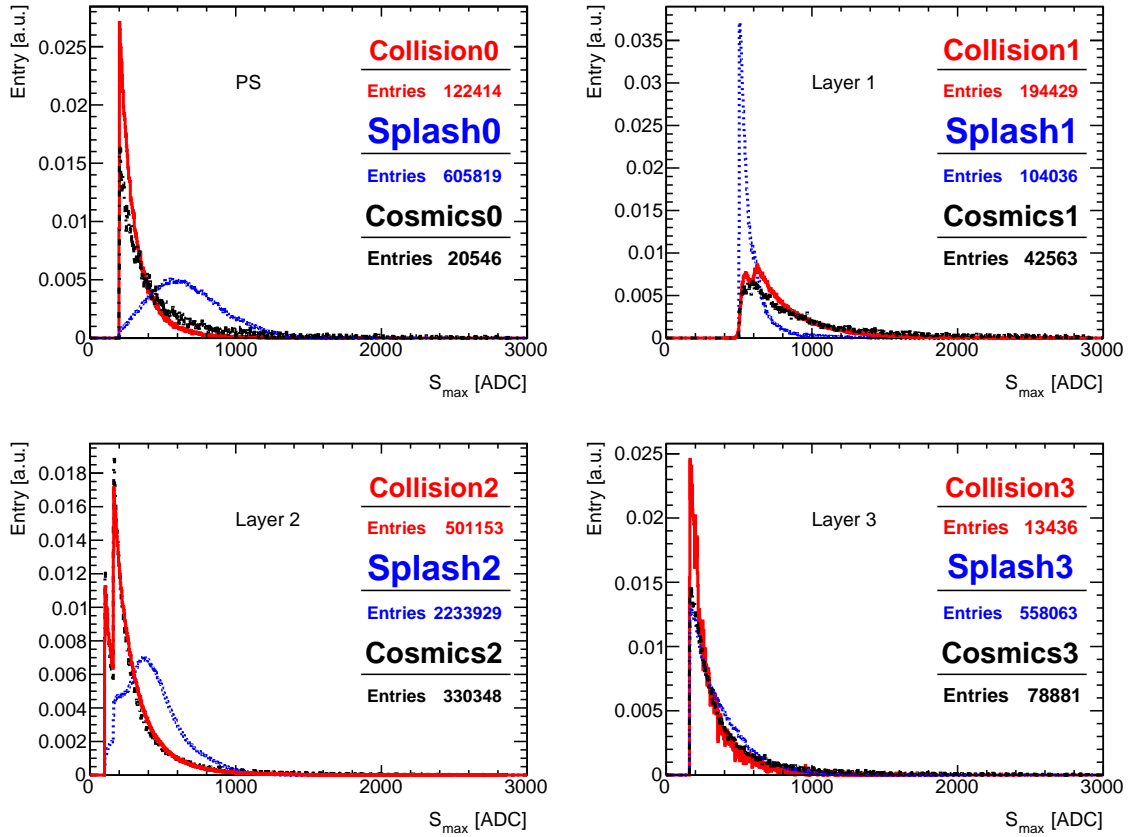 Entry [a.u.]
0.025
0.02
0.015
0.01
0.005
0
0 1000 2000 3000
S_max [ADC]
PS
Collision0
Entries 122414
Splash0
Entries 605819
Cosmics0
Entries 20546
Entry [a.u.]
0.035
0.03
0.025
0.02
0.015
0.01
0.005
0
0 1000 2000 3000
S_max [ADC]
Layer 1
Collision1
Entries 194429
Splash1
Entries 104036
Cosmics1
Entries 42563
Entry [a.u.]
0.018
0.016
0.014
0.012
0.01
0.008
0.006
0.004
0.002
0
0 1000 2000 3000
S_max [ADC]
Layer 2
Collision2
Entries 501153
Splash2
Entries 2233929
Cosmics2
Entries 330348
Entry [a.u.]
0.025
0.02
0.015
0.01
0.005
0
0 1000 2000 3000
S_max [ADC]
Layer 3
Collision3
Entries 13436
Splash3
Entries 558063
Cosmics3
Entries 78881